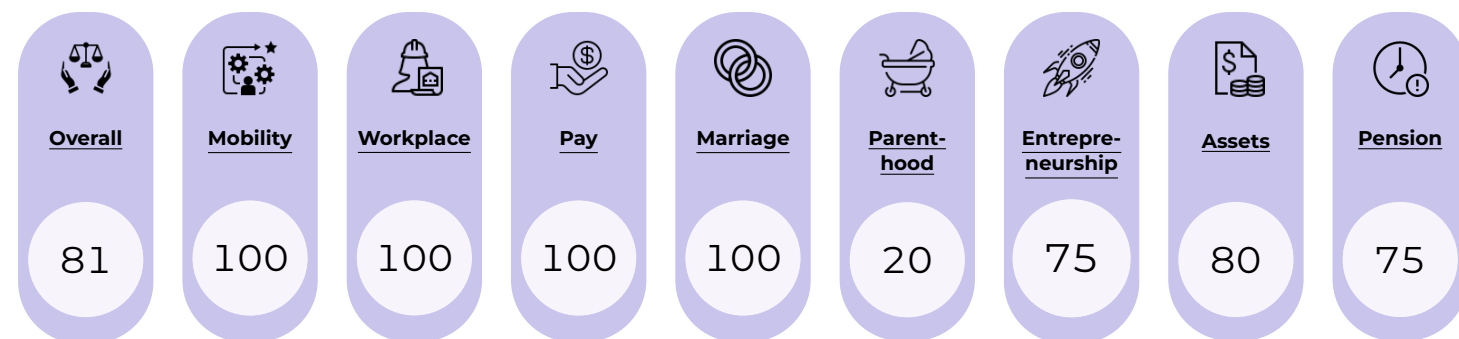 Overall
81
Mobility
100
Workplace
100
$
Pay
100
Marriage
100
Parent-
hood
20
Entrepre-
neurship
75
$
Assets
80
!
Pension
75